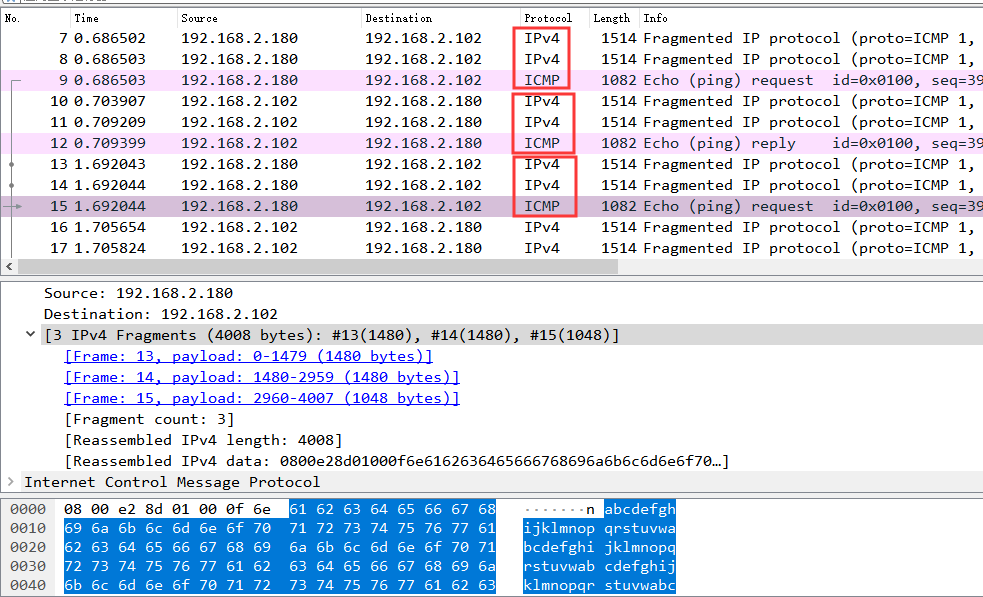 No. Time Source Destination Protocol Length Info
7 0.686502 192.168.2.180 192.168.2.102 IPv4 1514 Fragmented IP protocol (proto=ICMP 1,
8 0.686503 192.168.2.180 192.168.2.102 IPv4 1514 Fragmented IP protocol (proto=ICMP 1,
9 0.686503 192.168.2.180 192.168.2.102 ICMP 1082 Echo (ping) request id=0x0100, seq=39
10 0.703907 192.168.2.102 192.168.2.180 IPv4 1514 Fragmented IP protocol (proto=ICMP 1,
11 0.709209 192.168.2.102 192.168.2.180 IPv4 1514 Fragmented IP protocol (proto=ICMP 1,
12 0.709399 192.168.2.102 192.168.2.180 ICMP 1082 Echo (ping) reply id=0x0100, seq=39
13 1.692043 192.168.2.180 192.168.2.102 IPv4 1514 Fragmented IP protocol (proto=ICMP 1,
14 1.692044 192.168.2.180 192.168.2.102 IPv4 1514 Fragmented IP protocol (proto=ICMP 1,
15 1.692044 192.168.2.180 192.168.2.102 ICMP 1082 Echo (ping) request id=0x0100, seq=39
16 1.705654 192.168.2.102 192.168.2.180 IPv4 1514 Fragmented IP protocol (proto=ICMP 1,
17 1.705824 192.168.2.102 192.168.2.180 IPv4 1514 Fragmented IP protocol (proto=ICMP 1,
Source: 192.168.2.180
Destination: 192.168.2.102
[3 IPv4 Fragments (4008 bytes): #13(1480), #14(1480), #15(1048)]
[Frame: 13, payload: 0-1479 (1480 bytes)]
[Frame: 14, payload: 1480-2959 (1480 bytes)]
[Frame: 15, payload: 2960-4007 (1048 bytes)]
[Fragment count: 3]
[Reassembled IPv4 length: 4008]
[Reassembled IPv4 data: 0800e28d01000f6e6162636465666768696a6b6c6d6e6f70…]
Internet Control Message Protocol
0000 08 00 e2 8d 01 00 0f 6e 61 62 63 64 65 66 67 68 ·······n abcdefgh
0010 69 6a 6b 6c 6d 6e 6f 70 71 72 73 74 75 76 77 61 ijklmnop qrstuvwa
0020 62 63 64 65 66 67 68 69 6a 6b 6c 6d 6e 6f 70 71 bcdefghi jklmnopq
0030 72 73 74 75 76 77 61 62 63 64 65 66 67 68 69 6a rstuvwab cdefghij
0040 6b 6c 6d 6e 6f 70 71 72 73 74 75 76 77 61 62 63 klmnopqr stuvwabc